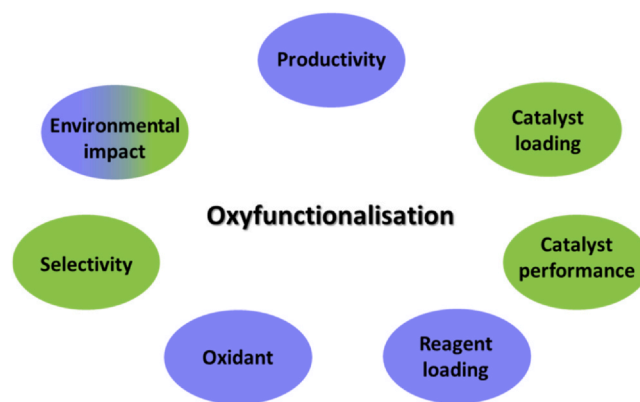 Productivity
Environmental
impact
Catalyst
loading
Oxyfunctionalisation
Selectivity
Catalyst
performance
Oxidant
Reagent
loading